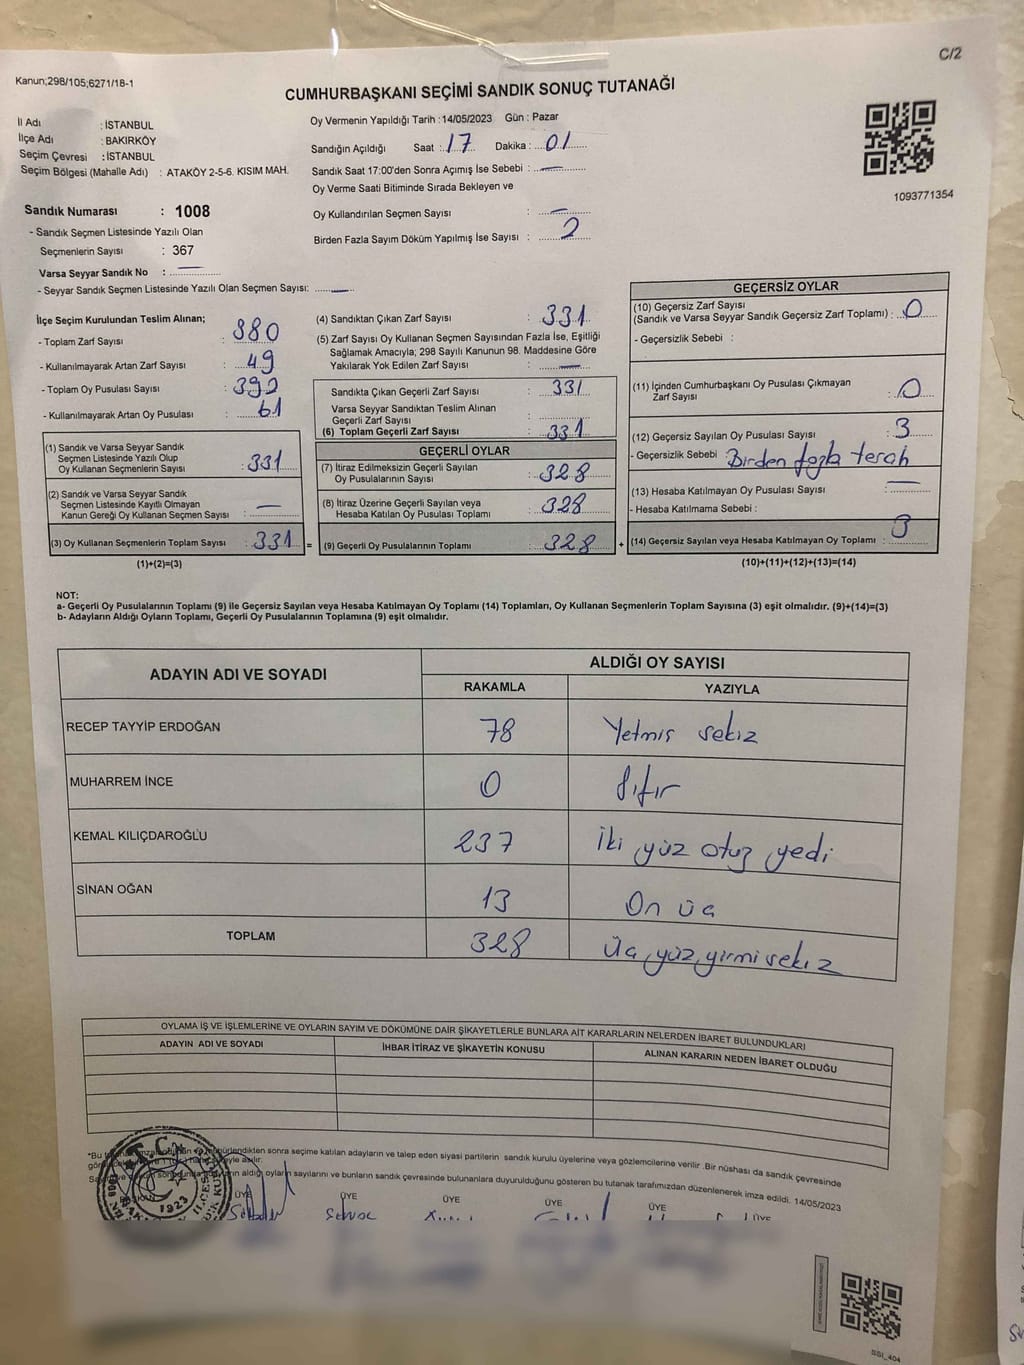 C/2
Kanun;298/105;6271/18-1
CUMHURBAŞKANI SEÇİMİ SANDIK SONUÇ TUTANAĞI
İl Adı : İSTANBUL
İlçe Adı : BAKIRKÖY
Seçim Çevresi : İSTANBUL
Seçim Bölgesi (Mahalle Adı) : ATAKÖY 2-5-6. KISIM MAH.
Oy Vermenin Yapıldığı Tarih : 14/05/2023 Gün : Pazar
Sandığın Açıldığı Saat : 17 Dakika : 01
Sandık Saat 17:00'den Sonra Açımış İse Sebebi : —
Oy Verme Saati Bitiminde Sırada Bekleyen ve
Oy Kullandırılan Seçmen Sayısı : —
Birden Fazla Sayım Döküm Yapılmış İse Sayısı : 2
1093771354
Sandık Numarası : 1008
- Sandık Seçmen Listesinde Yazılı Olan
Seçmenlerin Sayısı : 367
Varsa Seyyar Sandık No : —
- Seyyar Sandık Seçmen Listesinde Yazılı Olan Seçmen Sayısı: —
İlçe Seçim Kurulundan Teslim Alınan;
- Toplam Zarf Sayısı : 380
- Kullanılmayarak Artan Zarf Sayısı : 49
- Toplam Oy Pusulası Sayısı : 392
- Kullanılmayarak Artan Oy Pusulası : 61
(1) Sandık ve Varsa Seyyar Sandık
Seçmen Listesinde Yazılı Olup
Oy Kullanan Seçmenlerin Sayısı : 331
(2) Sandık ve Varsa Seyyar Sandık
Seçmen Listesinde Kayıtlı Olmayan
Kanun Gereği Oy Kullanan Seçmen Sayısı : —
(3) Oy Kullanan Seçmenlerin Toplam Sayısı : 331 =
(1)+(2)=(3)
(4) Sandıktan Çıkan Zarf Sayısı : 331
(5) Zarf Sayısı Oy Kullanan Seçmen Sayısından Fazla İse, Eşitliği
Sağlamak Amacıyla; 298 Sayılı Kanunun 98. Maddesine Göre
Yakılarak Yok Edilen Zarf Sayısı : —
Sandıkta Çıkan Geçerli Zarf Sayısı : 331
Varsa Seyyar Sandıktan Teslim Alınan
Geçerli Zarf Sayısı :
(6) Toplam Geçerli Zarf Sayısı : 331
GEÇERLİ OYLAR
(7) İtiraz Edilmeksizin Geçerli Sayılan
Oy Pusulalarının Sayısı : 328
(8) İtiraz Üzerine Geçerli Sayılan veya
Hesaba Katılan Oy Pusulası Toplamı : 328
(9) Geçerli Oy Pusulalarının Toplamı : 328 +
GEÇERSİZ OYLAR
(10) Geçersiz Zarf Sayısı
(Sandık ve Varsa Seyyar Sandık Geçersiz Zarf Toplamı) : 0
- Geçersizlik Sebebi :
(11) İçinden Cumhurbaşkanı Oy Pusulası Çıkmayan
Zarf Sayısı : 0
(12) Geçersiz Sayılan Oy Pusulası Sayısı : 3
- Geçersizlik Sebebi : Birden fazla tercih
(13) Hesaba Katılmayan Oy Pusulası Sayısı : —
- Hesaba Katılmama Sebebi :
(14) Geçersiz Sayılan veya Hesaba Katılmayan Oy Toplamı : 3
(10)+(11)+(12)+(13)=(14)
NOT:
a- Geçerli Oy Pusulalarının Toplamı (9) ile Geçersiz Sayılan veya Hesaba Katılmayan Oy Toplamı (14) Toplamları, Oy Kullanan Seçmenlerin Toplam Sayısına (3) eşit olmalıdır. (9)+(14)=(3)
b- Adayların Aldığı Oyların Toplamı, Geçerli Oy Pusulalarının Toplamına (9) eşit olmalıdır.
ADAYIN ADI VE SOYADI
ALDIĞI OY SAYISI
RAKAMLA YAZIYLA
RECEP TAYYİP ERDOĞAN 78 Yetmiş sekiz
MUHARREM İNCE 0 Sıfır
KEMAL KILIÇDAROĞLU 237 İki yüz otuz yedi
SİNAN OĞAN 13 On üç
TOPLAM 328 Üç yüz yirmi sekiz
OYLAMA İŞ VE İŞLEMLERİNE VE OYLARIN SAYIM VE DÖKÜMÜNE DAİR ŞİKAYETLERLE BUNLARA AİT KARARLARIN NELERDEN İBARET BULUNDUKLARI
ADAYIN ADI VE SOYADI İHBAR İTİRAZ VE ŞİKAYETİN KONUSU ALINAN KARARIN NEDEN İBARET OLDUĞU
sonra seçime katılan adayların ve talep eden siyasi partilerin sandık kurulu üyelerine veya gözlemcilerine verilir. Bir nüshası da sandık çevresinde
aldığı oyların sayılarını ve bunların sandık çevresinde bulunanlara duyurulduğunu gösteren bu tutanak tarafımızdan düzenlenerek imza edildi. 14/05/2023
T.C.
1923
ÜYE ÜYE ÜYE ÜYE ÜYE ÜYE
SSI_404